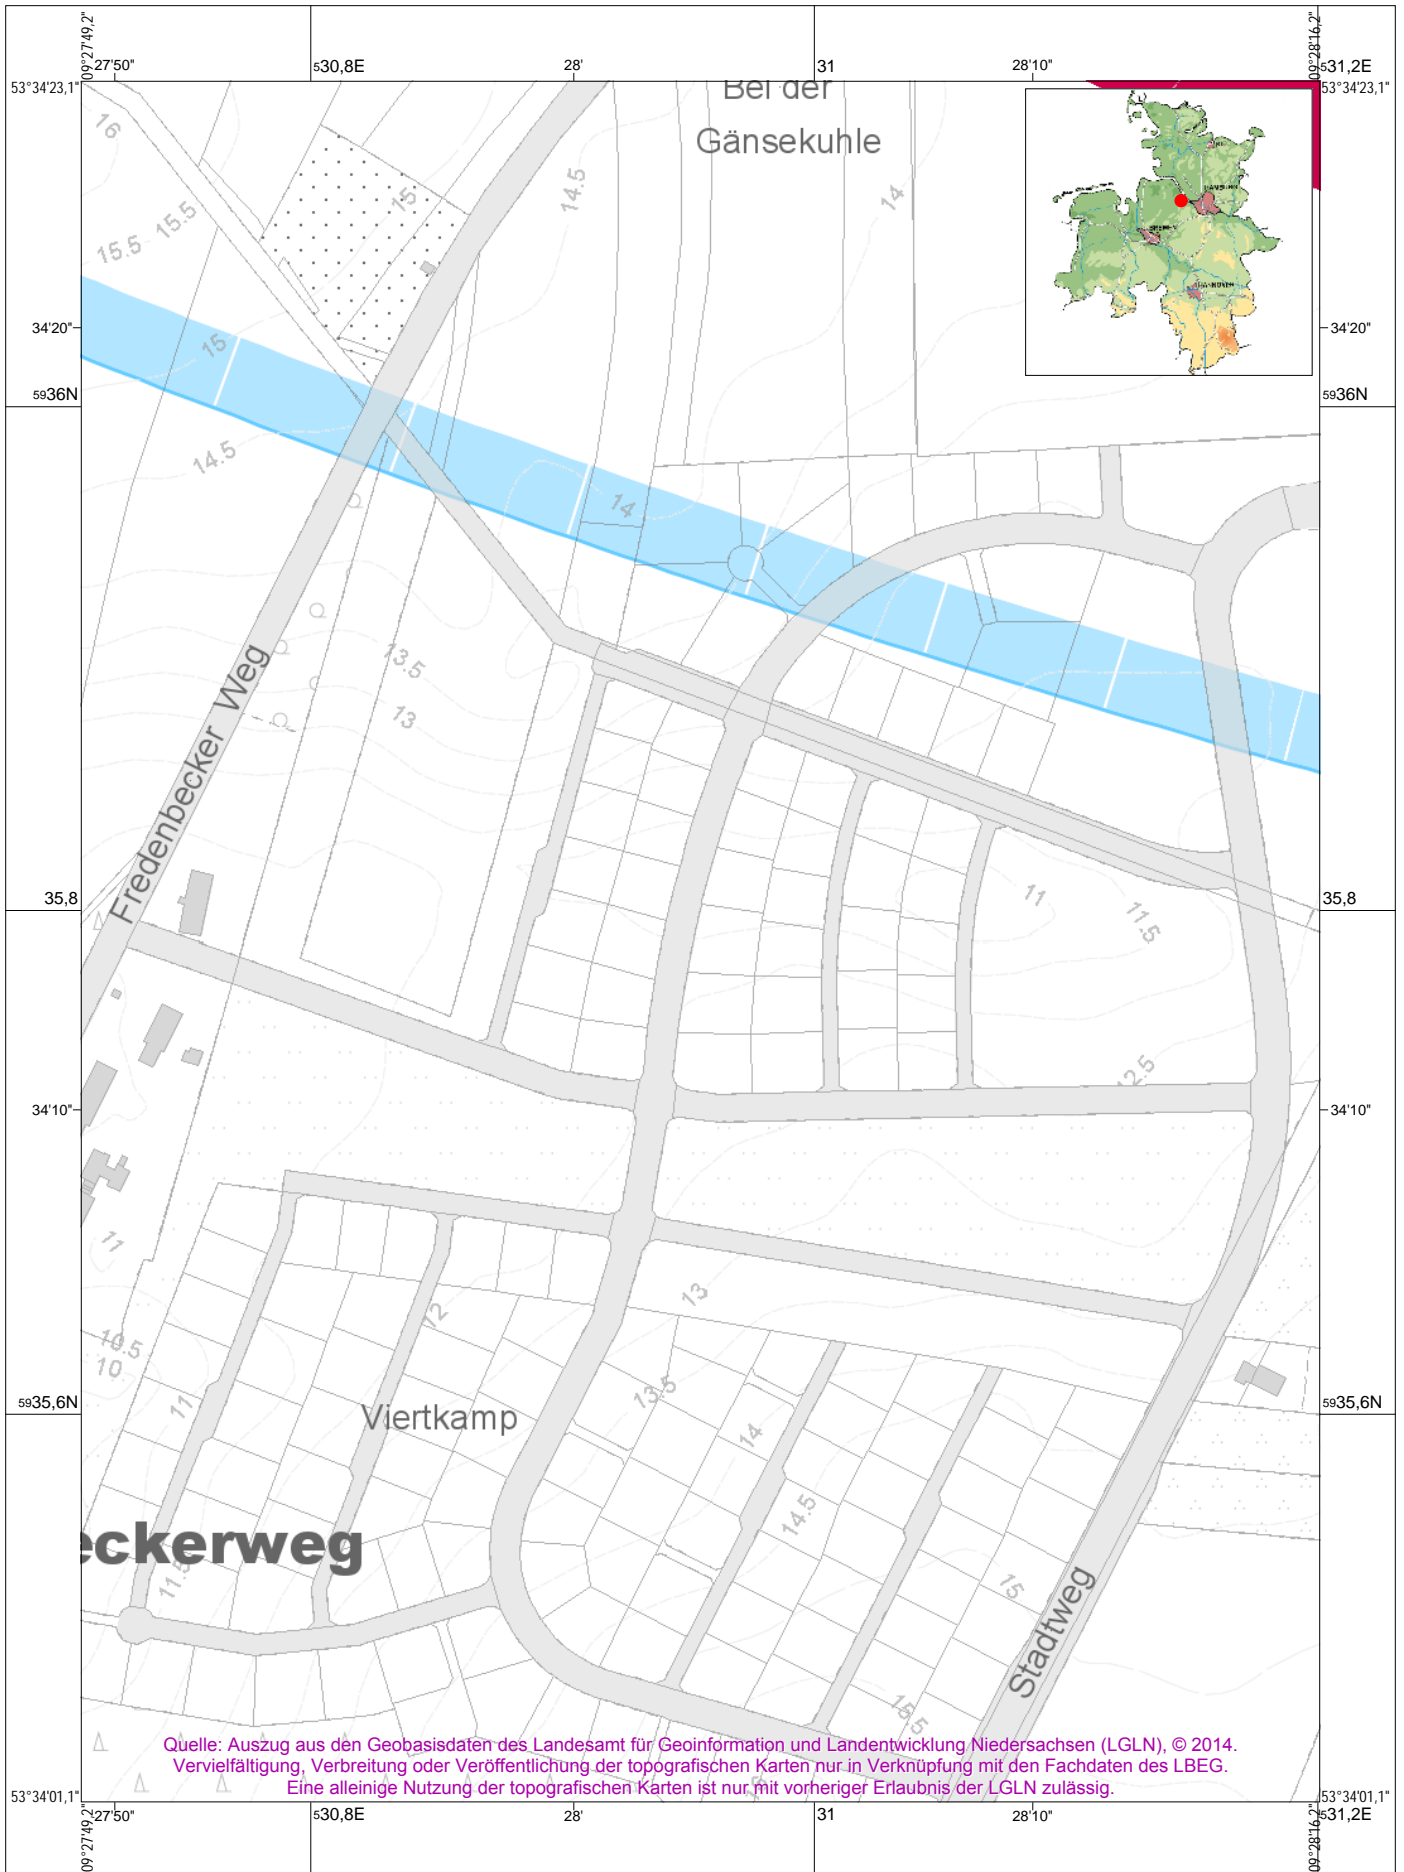 09°27'49,2"
27'50"
530,8E
28'
31
28'10"
09°28'16,2"
531,2E
53°34'23,1"
53°34'23,1"
Bei der
Gänsekuhle
16
15
14.5
14
15.5
15.5
HAMBURG
BREMEN
HANNOVER
34'20"
34'20"
15
5936N
5936N
14.5
14
13.5
13
Fredenbecker Weg
35,8
35,8
11
11.5
12.5
34'10"
34'10"
11
13
12
10.5
10
11
13.5
14
5935,6N
5935,6N
Viertkamp
14.5
eckerweg
11.5
15
Stadtweg
15.5
Quelle: Auszug aus den Geobasisdaten des Landesamt für Geoinformation und Landentwicklung Niedersachsen (LGLN), © 2014.
Vervielfältigung, Verbreitung oder Veröffentlichung der topografischen Karten nur in Verknüpfung mit den Fachdaten des LBEG.
Eine alleinige Nutzung der topografischen Karten ist nur mit vorheriger Erlaubnis der LGLN zulässig.
53°34'01,1"
53°34'01,1"
09°27'49,2"
27'50"
530,8E
28'
31
28'10"
09°28'16,2"
531,2E